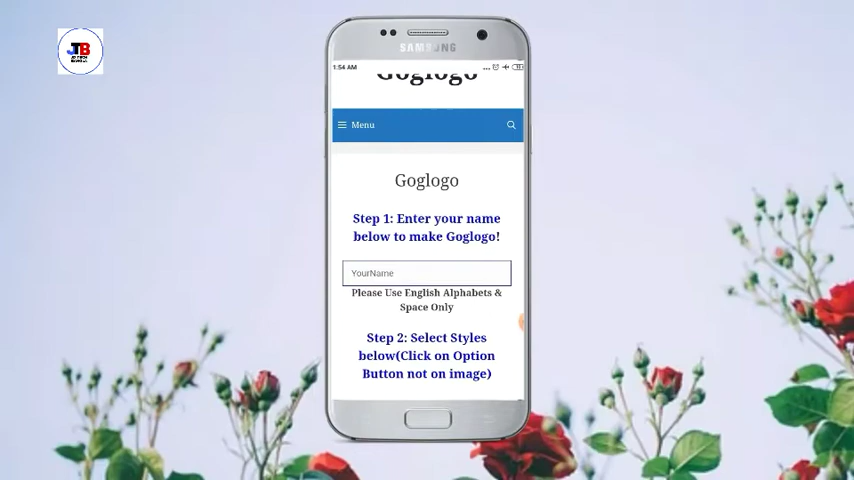 JTB
SAMSUNG
1:54 AM
Goglogo
Menu
Goglogo
Step 1: Enter your name
below to make Goglogo!
YourName
Please Use English Alphabets &
Space Only
Step 2: Select Styles
below(Click on Option
Button not on image)